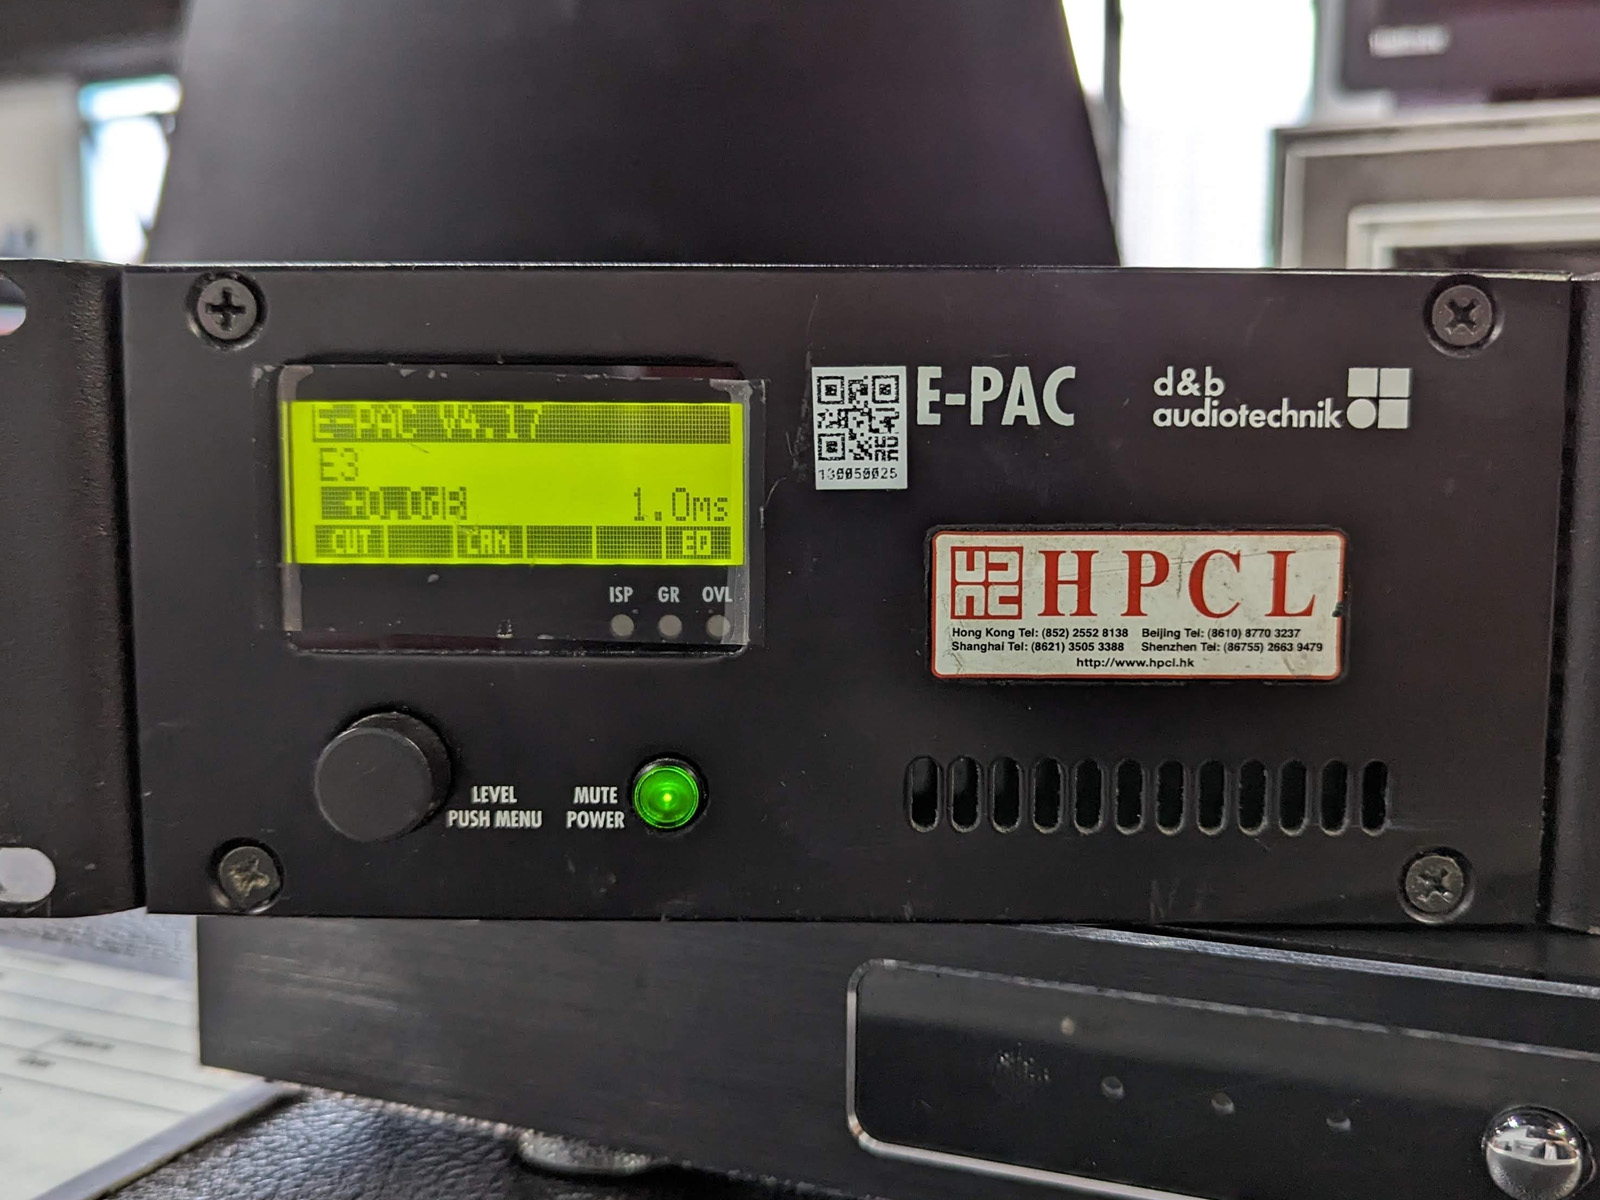 E-PAC V4.17
E3
+0.0dB 1.0ms
CUT CAN EQ
ISP GR OVL
LEVEL
PUSH MENU
MUTE
POWER
130050025
E-PAC
d&b
audiotechnik
HPCL
Hong Kong Tel: (852) 2552 8138 Beijing Tel: (8610) 8770 3237
Shanghai Tel: (8621) 3505 3388 Shenzhen Tel: (86755) 2663 9479
http://www.hpcl.hk